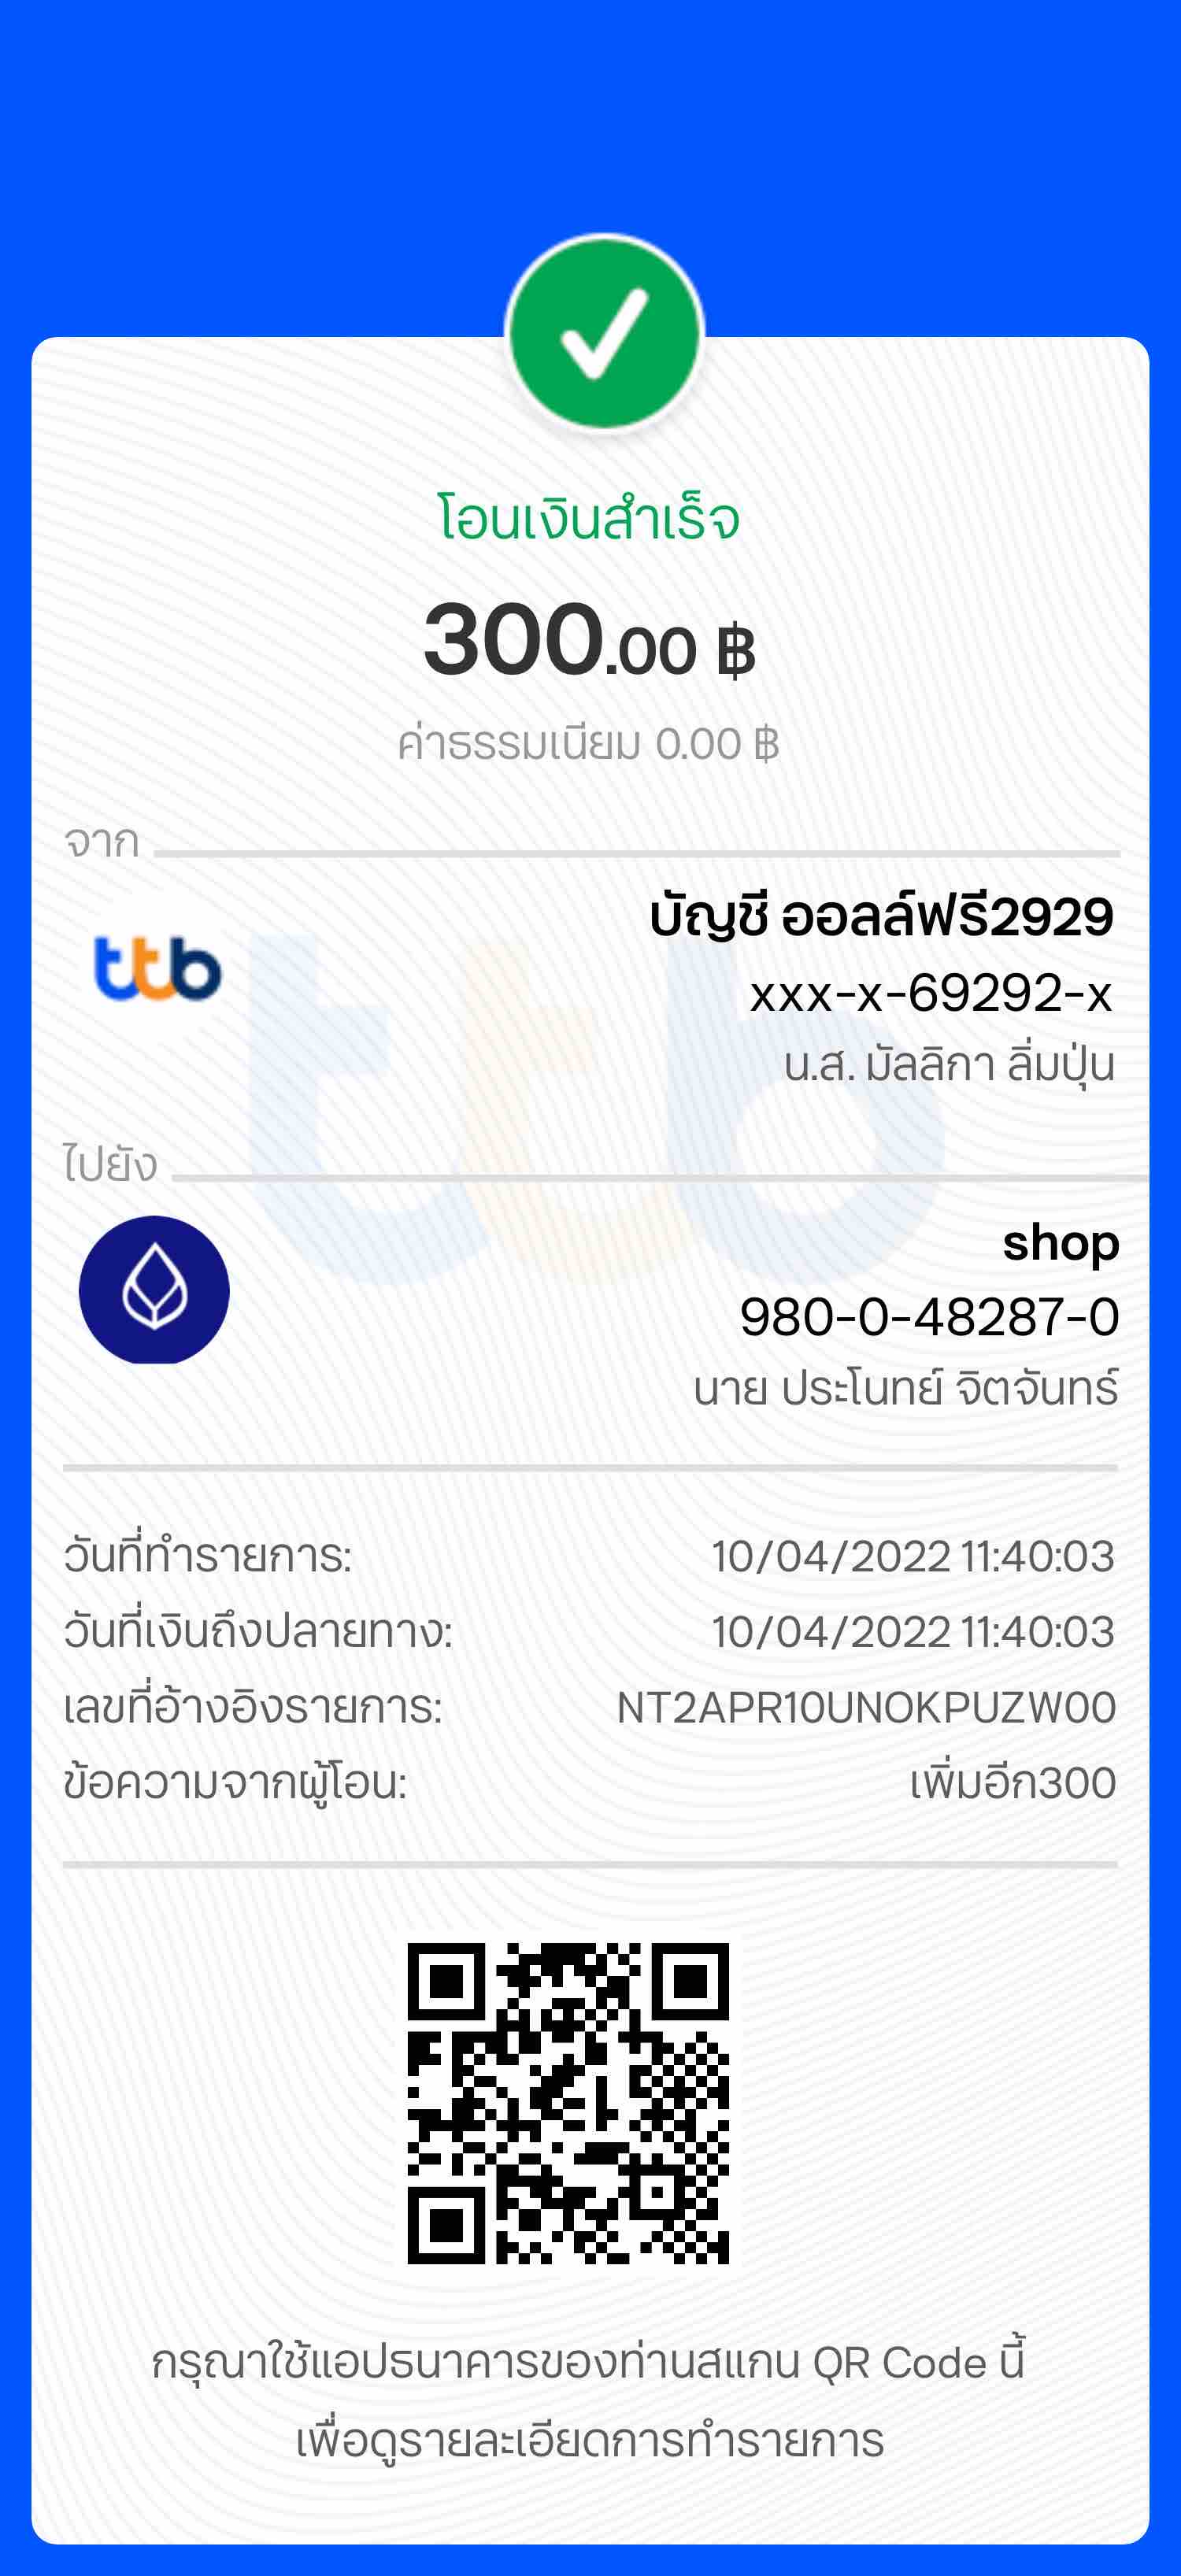 โอนเงินสำเร็จ
300.00 ฿
ค่าธรรมเนียม 0.00 ฿
จาก
ttb
บัญชี ออลล์ฟรี2929
xxx-x-69292-x
น.ส. มัลลิกา ลิ่มปุ่น
ttb
ไปยัง
shop
980-0-48287-0
นาย ประโนทย์ จิตจันทร์
วันที่ทำรายการ: 10/04/2022 11:40:03
วันที่เงินถึงปลายทาง: 10/04/2022 11:40:03
เลขที่อ้างอิงรายการ: NT2APR10UNOKPUZW00
ข้อความจากผู้โอน: เพิ่มอีก300
กรุณาใช้แอปธนาคารของท่านสแกน QR Code นี้
เพื่อดูรายละเอียดการทำรายการ